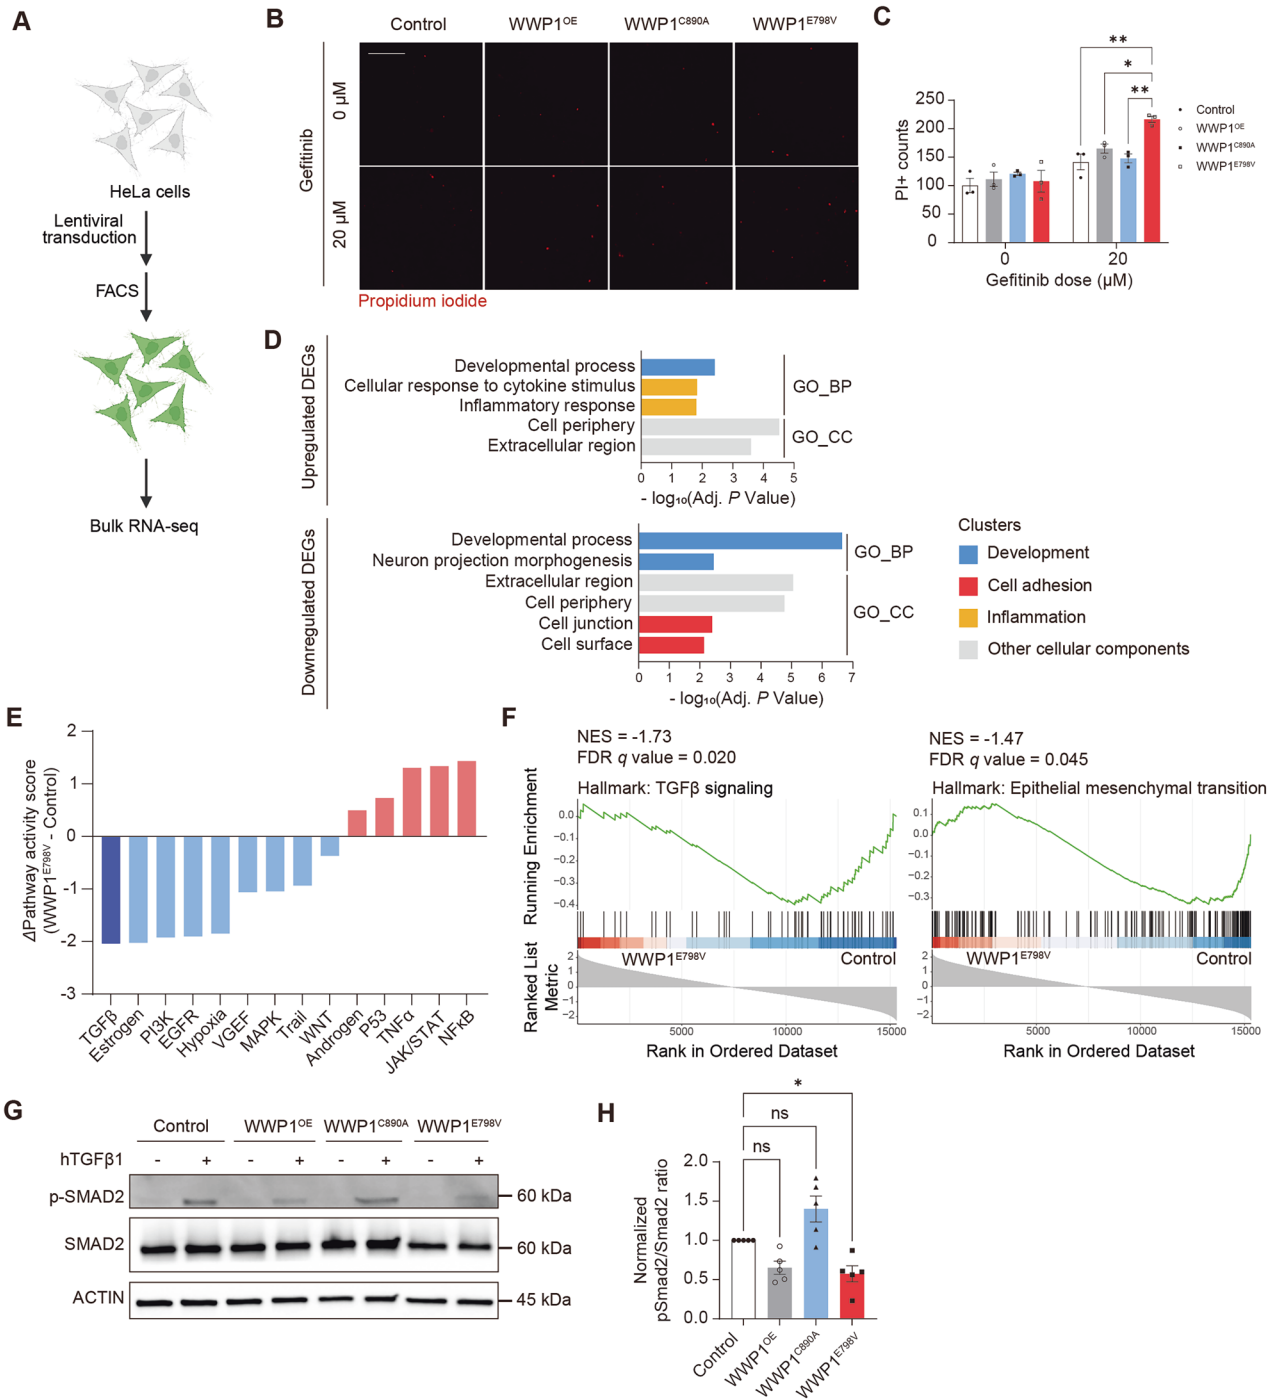 A
HeLa cells
Lentiviral
transduction
FACS
Bulk RNA-seq
B
Control
WWP1OE
WWP1C890A
WWP1E798V
Gefitinib
0 µM
20 µM
Propidium iodide
C
**
*
**
250
200
150
100
50
0
PI+ counts
0
20
Gefitinib dose (µM)
Control
WWP1OE
WWP1C890A
WWP1E798V
D
Upregulated DEGs
Developmental process
Cellular response to cytokine stimulus
Inflammatory response
Cell periphery
Extracellular region
GO_BP
GO_CC
0 1 2 3 4 5
- log₁₀(Adj. P Value)
Downregulated DEGs
Developmental process
Neuron projection morphogenesis
Extracellular region
Cell periphery
Cell junction
Cell surface
GO_BP
GO_CC
0 1 2 3 4 5 6 7
- log₁₀(Adj. P Value)
Clusters
Development
Cell adhesion
Inflammation
Other cellular components
E
ΔPathway activity score
(WWP1E798V - Control)
2
1
0
-1
-2
-3
TGFβ
Estrogen
PI3K
EGFR
Hypoxia
VGEF
MAPK
Trail
WNT
Androgen
P53
TNFα
JAK/STAT
NFκB
F
NES = -1.73
FDR q value = 0.020
Hallmark: TGFβ signaling
Running Enrichment
0.0
−0.1
−0.2
−0.3
−0.4
WWP1E798V
Control
Ranked List
Metric
2
1
0
−1
−2
5000 10000 15000
Rank in Ordered Dataset
NES = -1.47
FDR q value = 0.045
Hallmark: Epithelial mesenchymal transition
0.1
0.0
−0.1
−0.2
−0.3
WWP1E798V
Control
2
1
0
−1
−2
5000 10000 15000
Rank in Ordered Dataset
G
Control
WWP1OE
WWP1C890A
WWP1E798V
hTGFβ1
- + - + - + - +
p-SMAD2
60 kDa
SMAD2
60 kDa
ACTIN
45 kDa
H
*
ns
ns
Normalized
pSmad2/Smad2 ratio
2.0
1.5
1.0
0.5
0.0
Control
WWP1OE
WWP1C890A
WWP1E798V